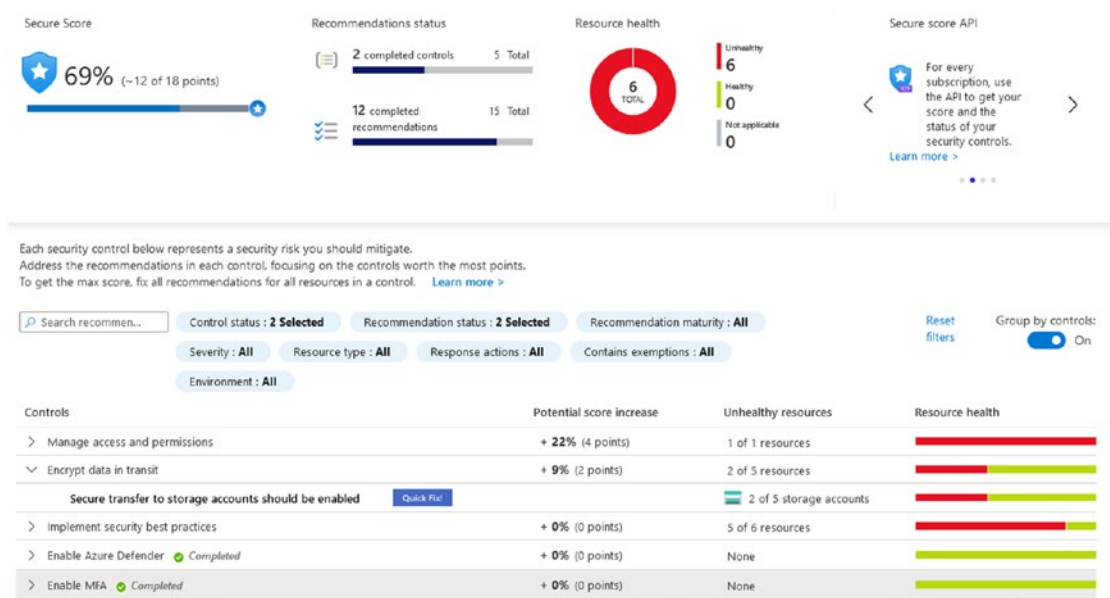 Secure Score
69% (~12 of 18 points)
Recommendations status
2 completed controls 5 Total
12 completed 15 Total
recommendations
Resource health
6
TOTAL
Unhealthy
6
Healthy
0
Not applicable
0
Secure score API
For every
subscription, use
the API to get your
score and the
status of your
security controls.
Learn more >
Each security control below represents a security risk you should mitigate.
Address the recommendations in each control, focusing on the controls worth the most points.
To get the max score, fix all recommendations for all resources in a control. Learn more >
Search recommen... Control status : 2 Selected Recommendation status : 2 Selected Recommendation maturity : All
Severity : All Resource type : All Response actions : All Contains exemptions : All
Environment : All
Reset
filters
Group by controls:
On
Controls Potential score increase Unhealthy resources Resource health
Manage access and permissions + 22% (4 points) 1 of 1 resources
Encrypt data in transit + 9% (2 points) 2 of 5 resources
Secure transfer to storage accounts should be enabled Quick Fix! 2 of 5 storage accounts
Implement security best practices + 0% (0 points) 5 of 6 resources
Enable Azure Defender Completed + 0% (0 points) None
Enable MFA Completed + 0% (0 points) None